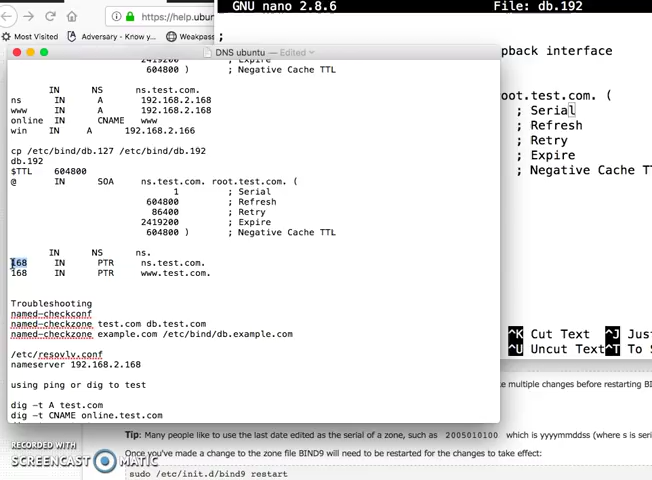 GNU nano 2.8.6 File: db.192
https://help.ubun
Most Visited Adversary - Know y... Weakpass
;
pback interface
DNS ubuntu — Edited
2419200 ; Expire
604800 ) ; Negative Cache TTL
IN NS ns.test.com.
ns IN A 192.168.2.168
www IN A 192.168.2.168
online IN CNAME www
win IN A 192.168.2.166
cp /etc/bind/db.127 /etc/bind/db.192
db.192
$TTL 604800
@ IN SOA ns.test.com. root.test.com. (
1 ; Serial
604800 ; Refresh
86400 ; Retry
2419200 ; Expire
604800 ) ; Negative Cache TTL
IN NS ns.
168 IN PTR ns.test.com.
168 IN PTR www.test.com.
Troubleshooting
named-checkconf
named-checkzone test.com db.test.com
named-checkzone example.com /etc/bind/db.example.com
/etc/resovlv.conf
nameserver 192.168.2.168
using ping or dig to test
dig -t A test.com
dig -t CNAME online.test.com
oot.test.com. (
; Serial
; Refresh
; Retry
; Expire
; Negative Cache TT
^K Cut Text ^J Jus
^U Uncut Text ^T To S
e multiple changes before restarting BIN
Tip: Many people like to use the last date edited as the serial of a zone, such as 2005010100 which is yyyymmddss (where s is seri
Once you've made a change to the zone file BIND9 will need to be restarted for the changes to take effect:
sudo /etc/init.d/bind9 restart
RECORDED WITH
SCREENCAST MATIC